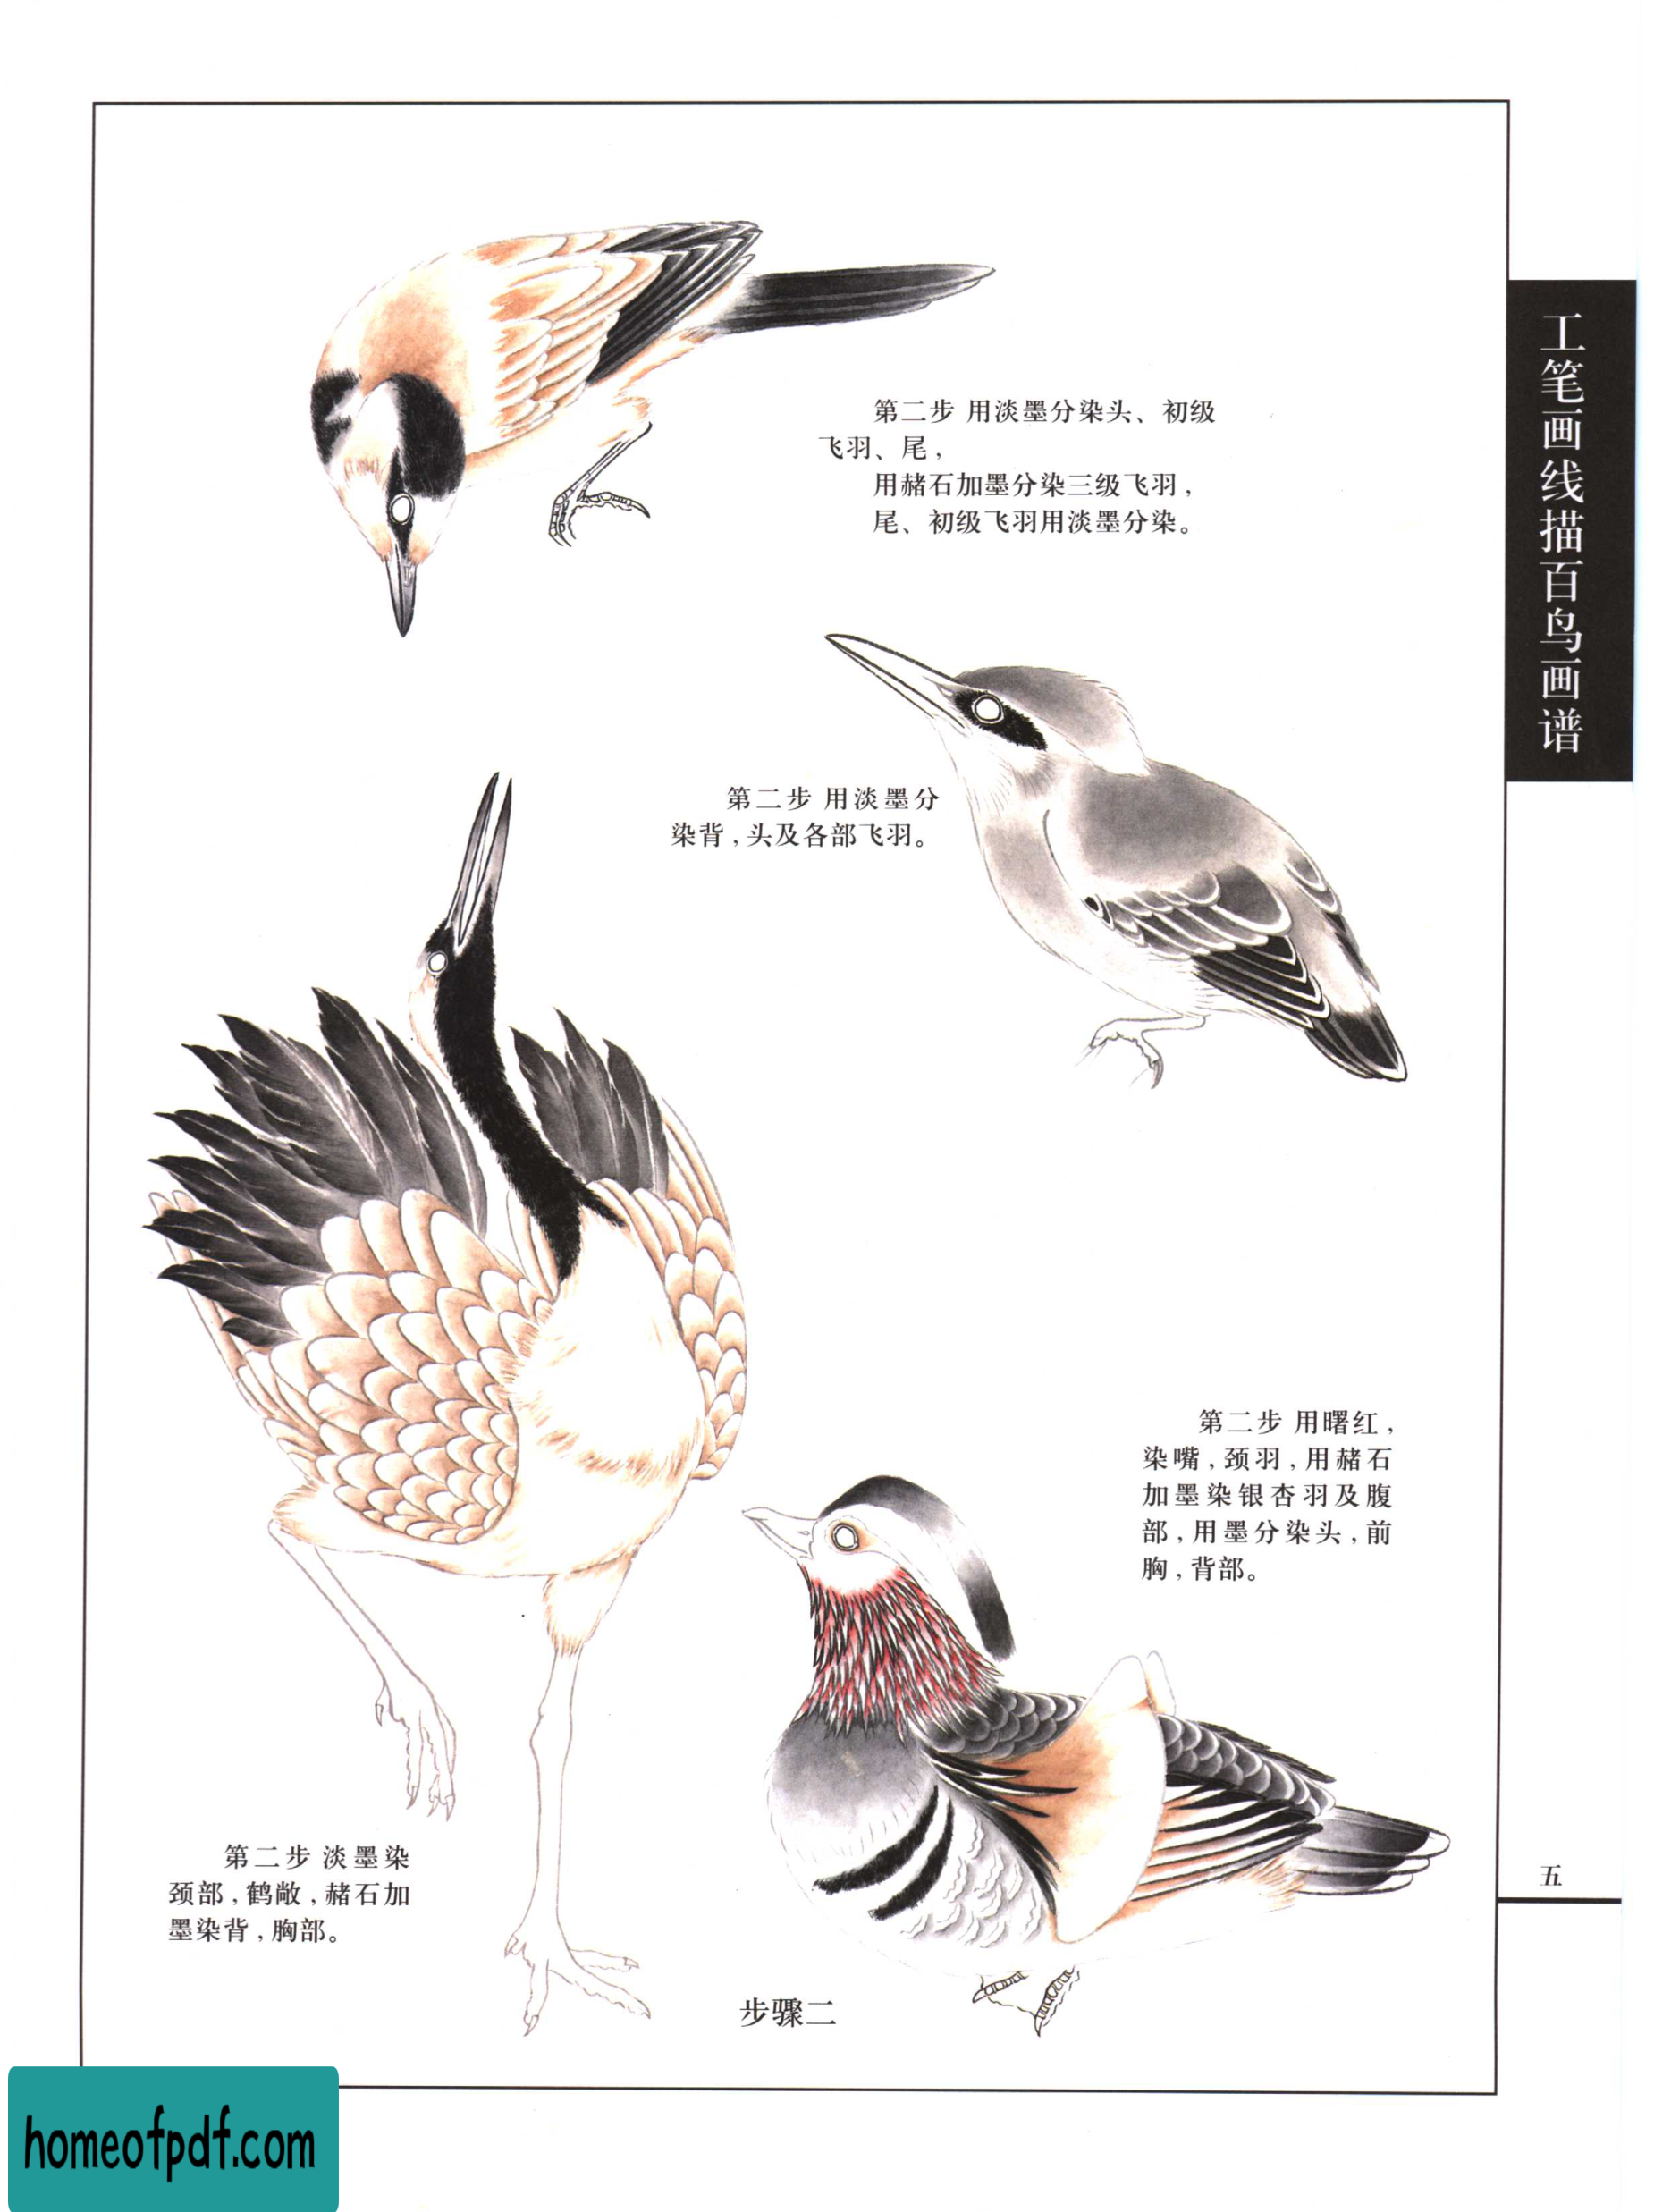 工笔画线描百鸟画谱
第二步 用淡墨分染头、初级
飞羽、尾，
用赭石加墨分染三级飞羽，
尾、初级飞羽用淡墨分染。
第二步 用淡墨分
染背，头及各部飞羽。
第二步 用曙红，
染嘴，颈羽，用赭石
加墨染银杏羽及腹
部，用墨分染头，前
胸，背部。
第二步 淡墨染
颈部，鹤敞，赭石加
墨染背，胸部。
步骤二
五
homeofpdf.com